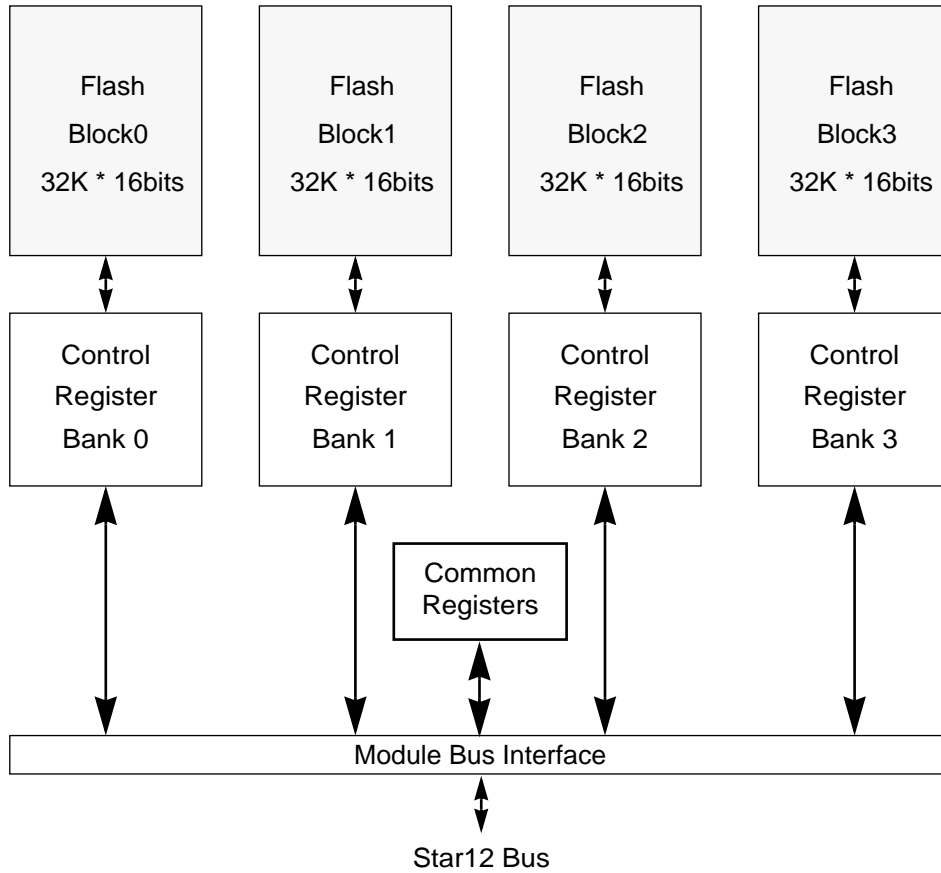 Flash
Block0
32K * 16bits
Flash
Block1
32K * 16bits
Flash
Block2
32K * 16bits
Flash
Block3
32K * 16bits
Control
Register
Bank 0
Control
Register
Bank 1
Control
Register
Bank 2
Control
Register
Bank 3
Common
Registers
Module Bus Interface
Star12 Bus